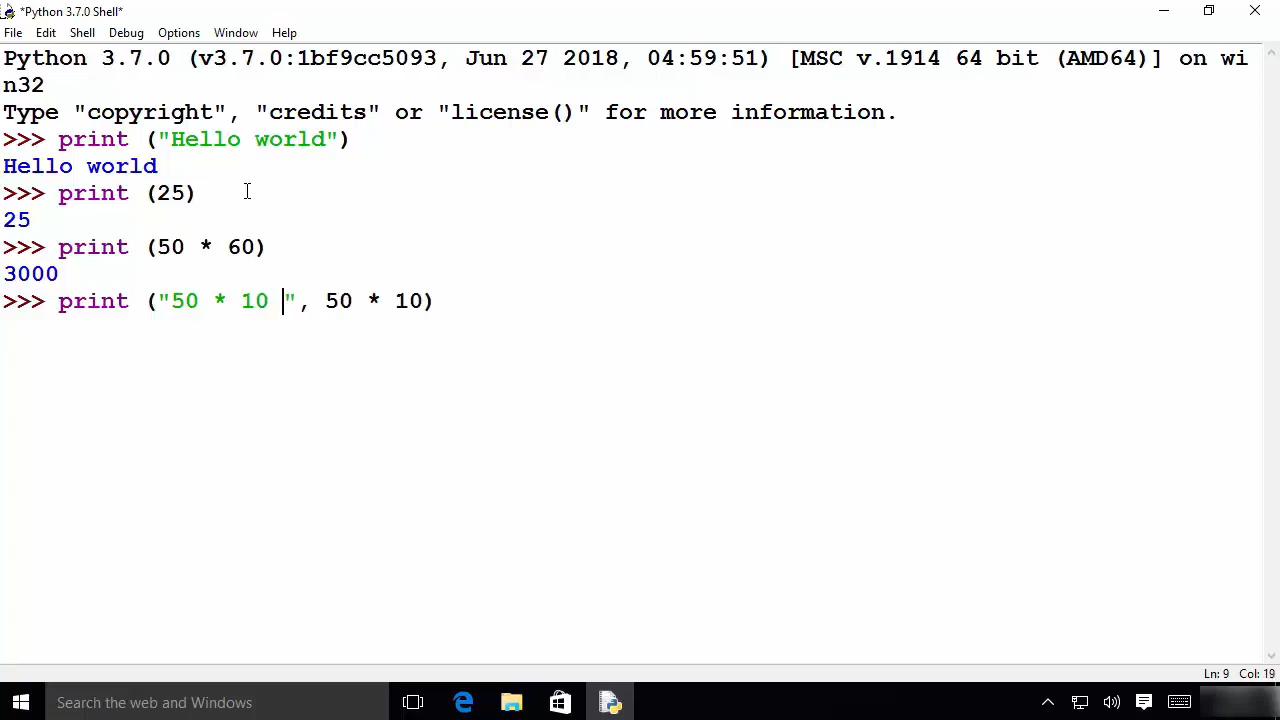 *Python 3.7.0 Shell*
File Edit Shell Debug Options Window Help
Python 3.7.0 (v3.7.0:1bf9cc5093, Jun 27 2018, 04:59:51) [MSC v.1914 64 bit (AMD64)] on wi
n32
Type "copyright", "credits" or "license()" for more information.
>>> print ("Hello world")
Hello world
>>> print (25)
25
>>> print (50 * 60)
3000
>>> print ("50 * 10 ", 50 * 10)
Ln: 9 Col: 19
Search the web and Windows